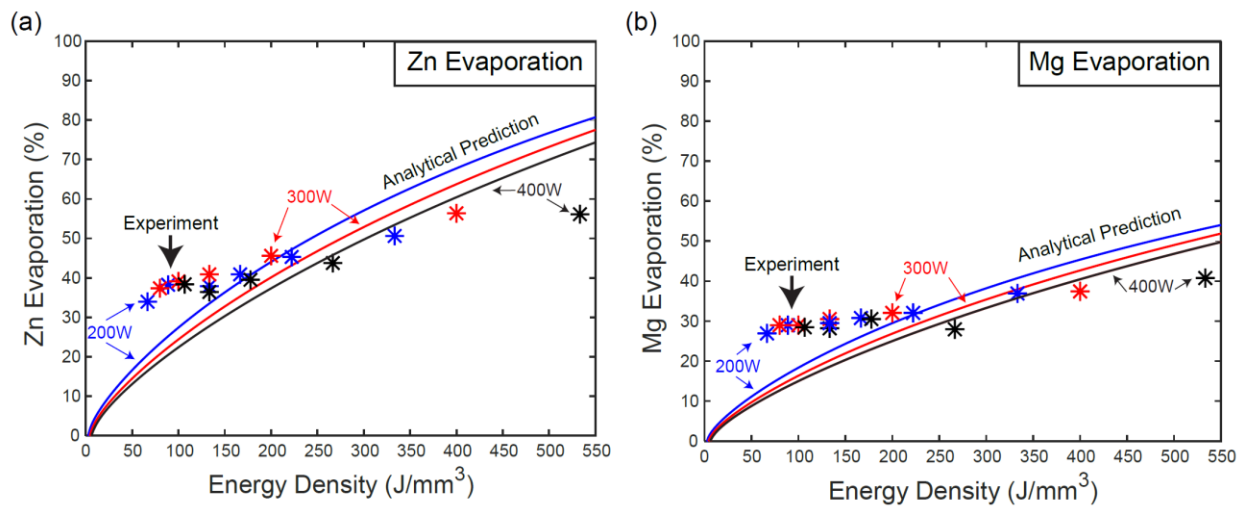 (a)
Zn Evaporation
Zn Evaporation (%)
100
90
80
70
60
50
40
30
20
10
0
Analytical Prediction
300W
400W
Experiment
200W
0 50 100 150 200 250 300 350 400 450 500 550
Energy Density (J/mm³)
(b)
Mg Evaporation
Mg Evaporation (%)
100
90
80
70
60
50
40
30
20
10
0
Analytical Prediction
Experiment
300W
400W
200W
0 50 100 150 200 250 300 350 400 450 500 550
Energy Density (J/mm³)